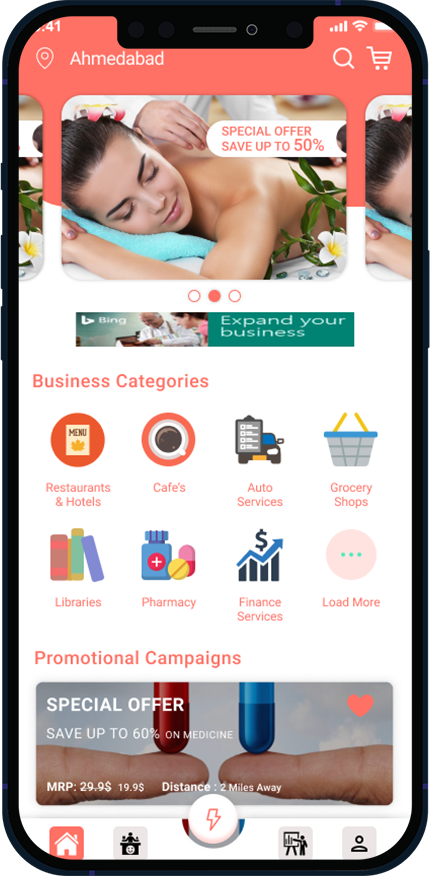 :41
Ahmedabad
SPECIAL OFFER
SAVE UP TO 50%
Bing
Expand your
business
Business Categories
MENU
Restaurants
& Hotels
Cafe's
Auto
Services
Grocery
Shops
$
Libraries
Pharmacy
Finance
Services
Load More
Promotional Campaigns
SPECIAL OFFER
SAVE UP TO 60% ON MEDICINE
MRP: 29.9$ 19.9$ Distance : 2 Miles Away